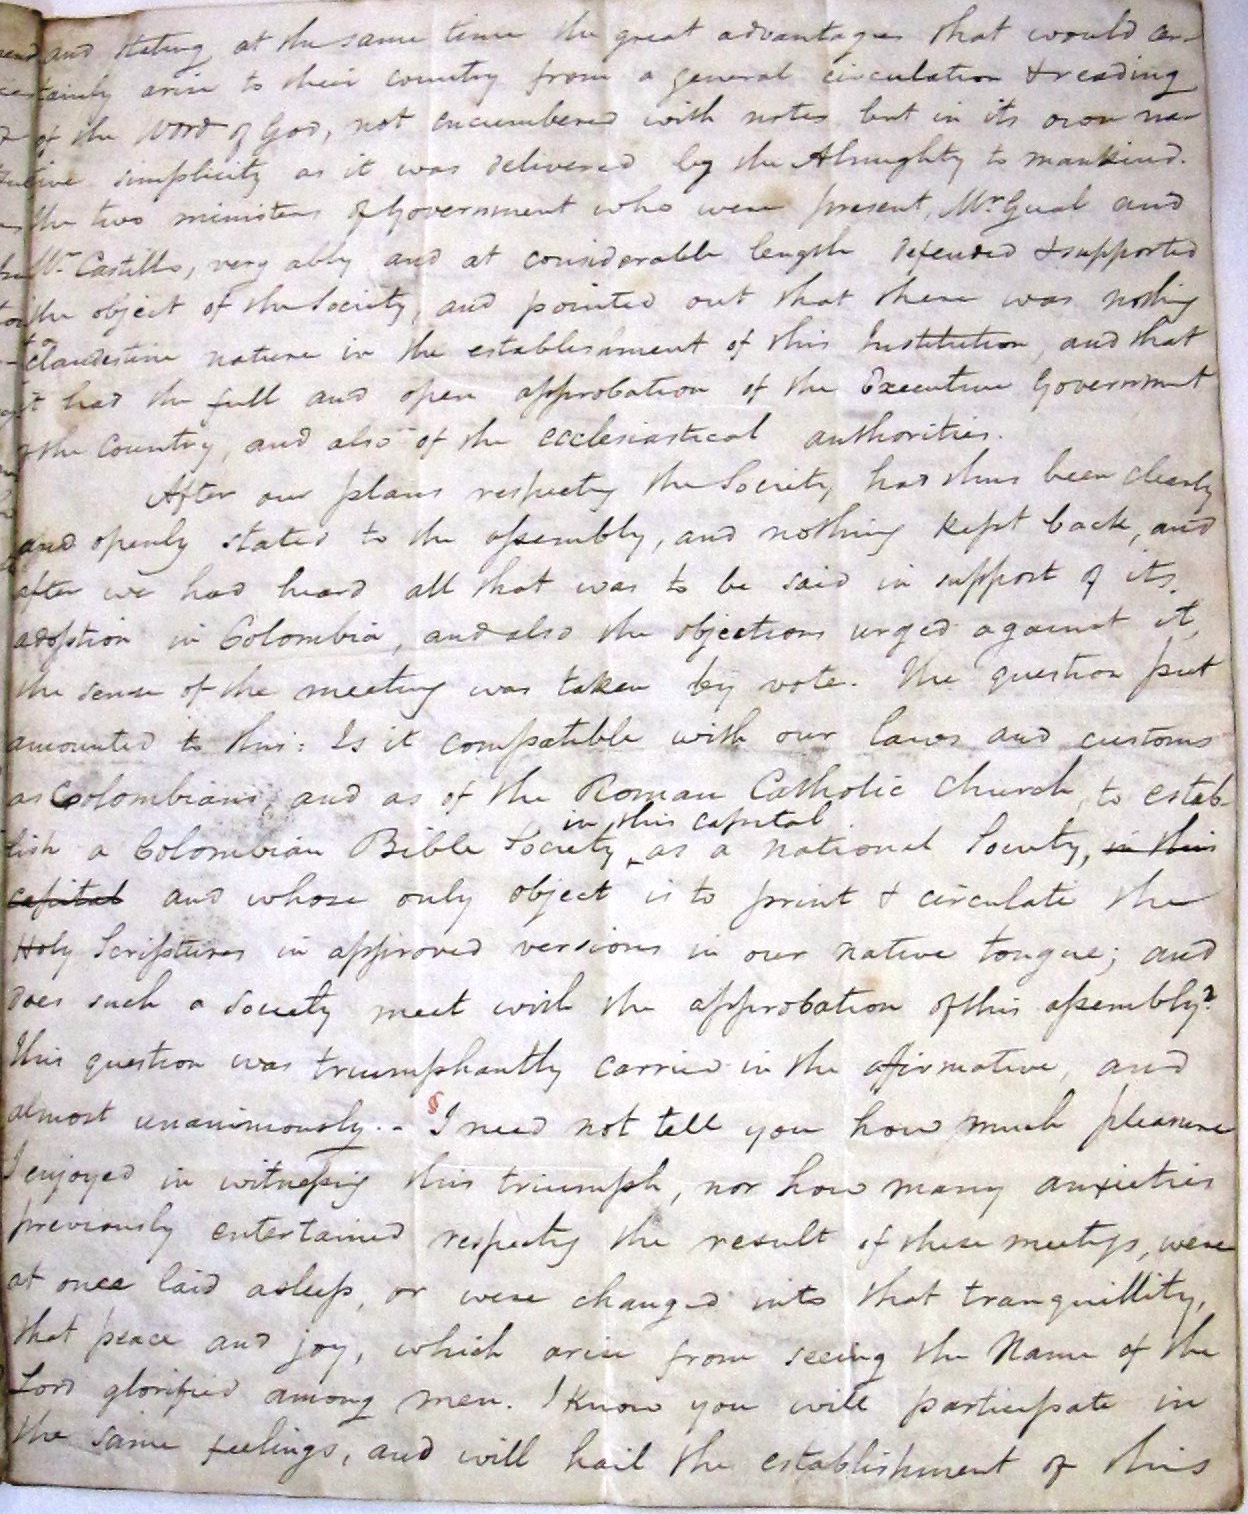 and stating at the same time the great advantages that would cer-
tainly arise to their country from a general circulation & reading
of the Word of God, not encumbered with notes but in its own na-
tive simplicity as it was delivered by the Almighty to mankind.
the two ministers of Government who were present, Mr. Gual and
Mr. Castillo, very ably and at considerable length defended & supported
the object of the Society, and pointed out that there was nothing
clandestine nature in the establishment of this Institution, and that
it had the full and open approbation of the Executive Government
of the Country, and also of the ecclesiastical authorities.
After our plans respecting the Society had thus been clearly
and openly stated to the assembly, and nothing kept back, and
after we had heard all that was to be said in support of its
adoption in Colombia, and also the objections urged against it,
the sense of the meeting was taken by vote. The question put
amounted to this: Is it compatible with our laws and customs
as Colombians, and as of the Roman Catholic Church, to estab-
in this capital
lish a Colombian Bible Society, as a national Society, in this
capital and whose only object is to print & circulate the
Holy Scriptures in approved versions in our native tongue; and
does such a Society meet with the approbation of this assembly?
This question was triumphantly carried in the afirmative, and
almost unanimously. - § I need not tell you how much pleasure
I enjoyed in witnessing this triumph, nor how many anxieties
previously entertained respecting the result of these meetings, were
at once laid asleep, or were changed into that tranquillity,
that peace and joy, which arise from seeing the Name of the
Lord glorified among men. I know you will participate in
the same feelings, and will hail the establishment of this